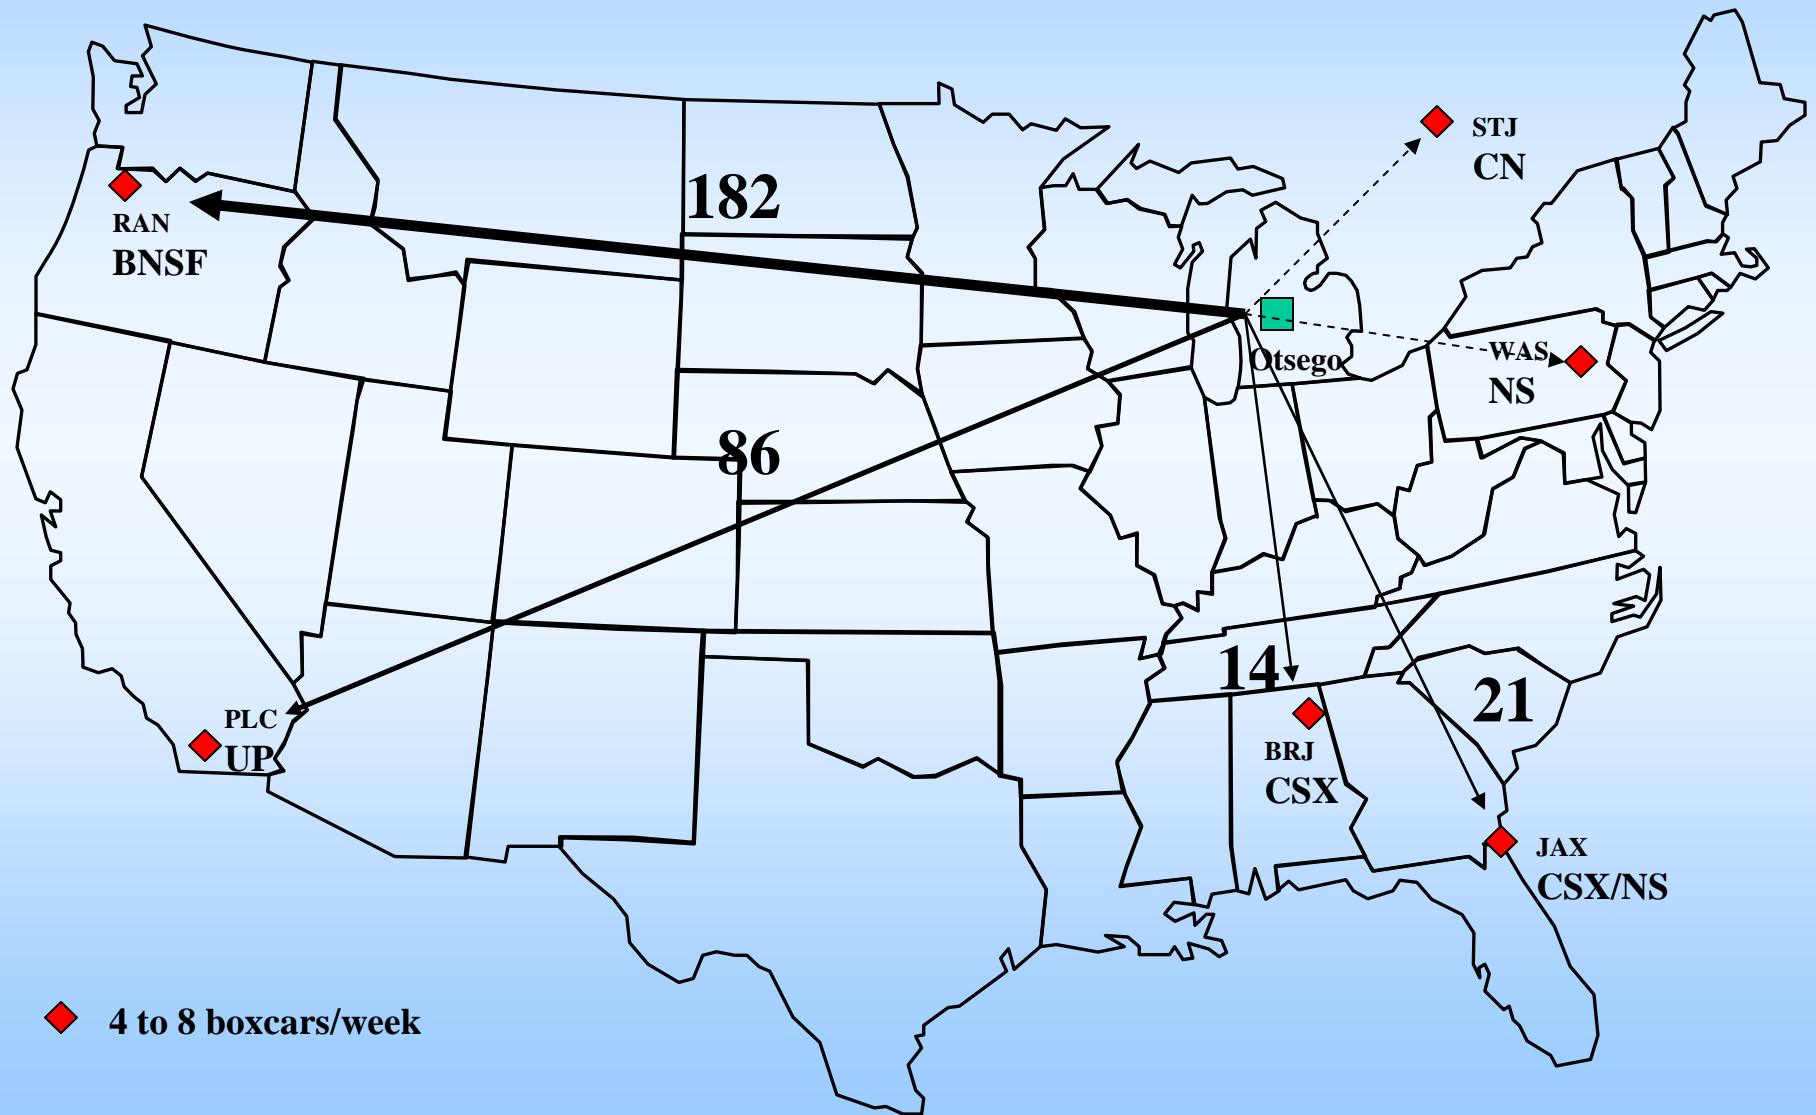 STJ
CN
182
RAN
BNSF
Otsego
WAS
NS
86
14
21
PLC
UP
BRJ
CSX
JAX
CSX/NS
4 to 8 boxcars/week